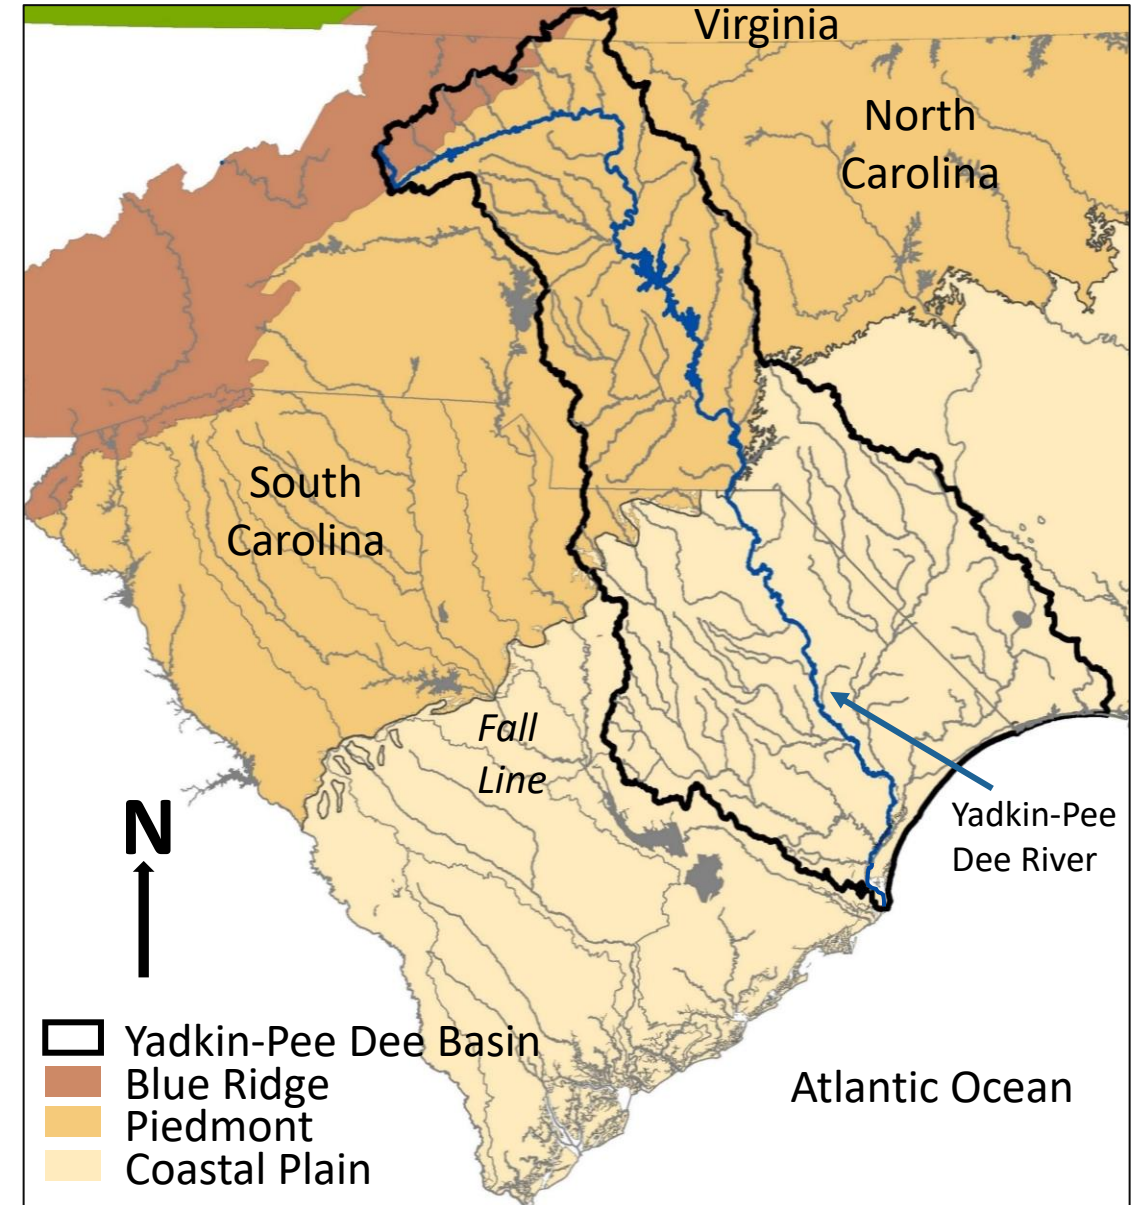 Virginia
North
Carolina
South
Carolina
Fall
Line
N
Yadkin-Pee
Dee River
Yadkin-Pee Dee Basin
Blue Ridge
Piedmont
Coastal Plain
Atlantic Ocean